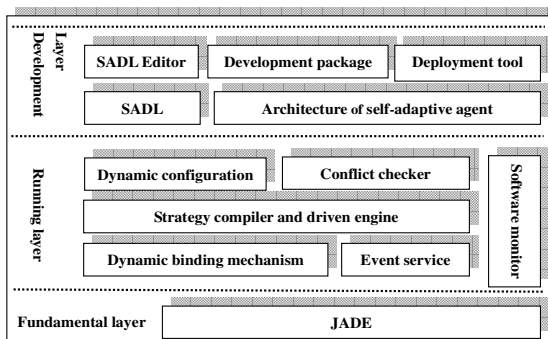 Development Layer
SADL Editor
Development package
Deployment tool
SADL
Architecture of self-adaptive agent
Running layer
Dynamic configuration
Conflict checker
Software monitor
Strategy compiler and driven engine
Dynamic binding mechanism
Event service
Fundamental layer
JADE